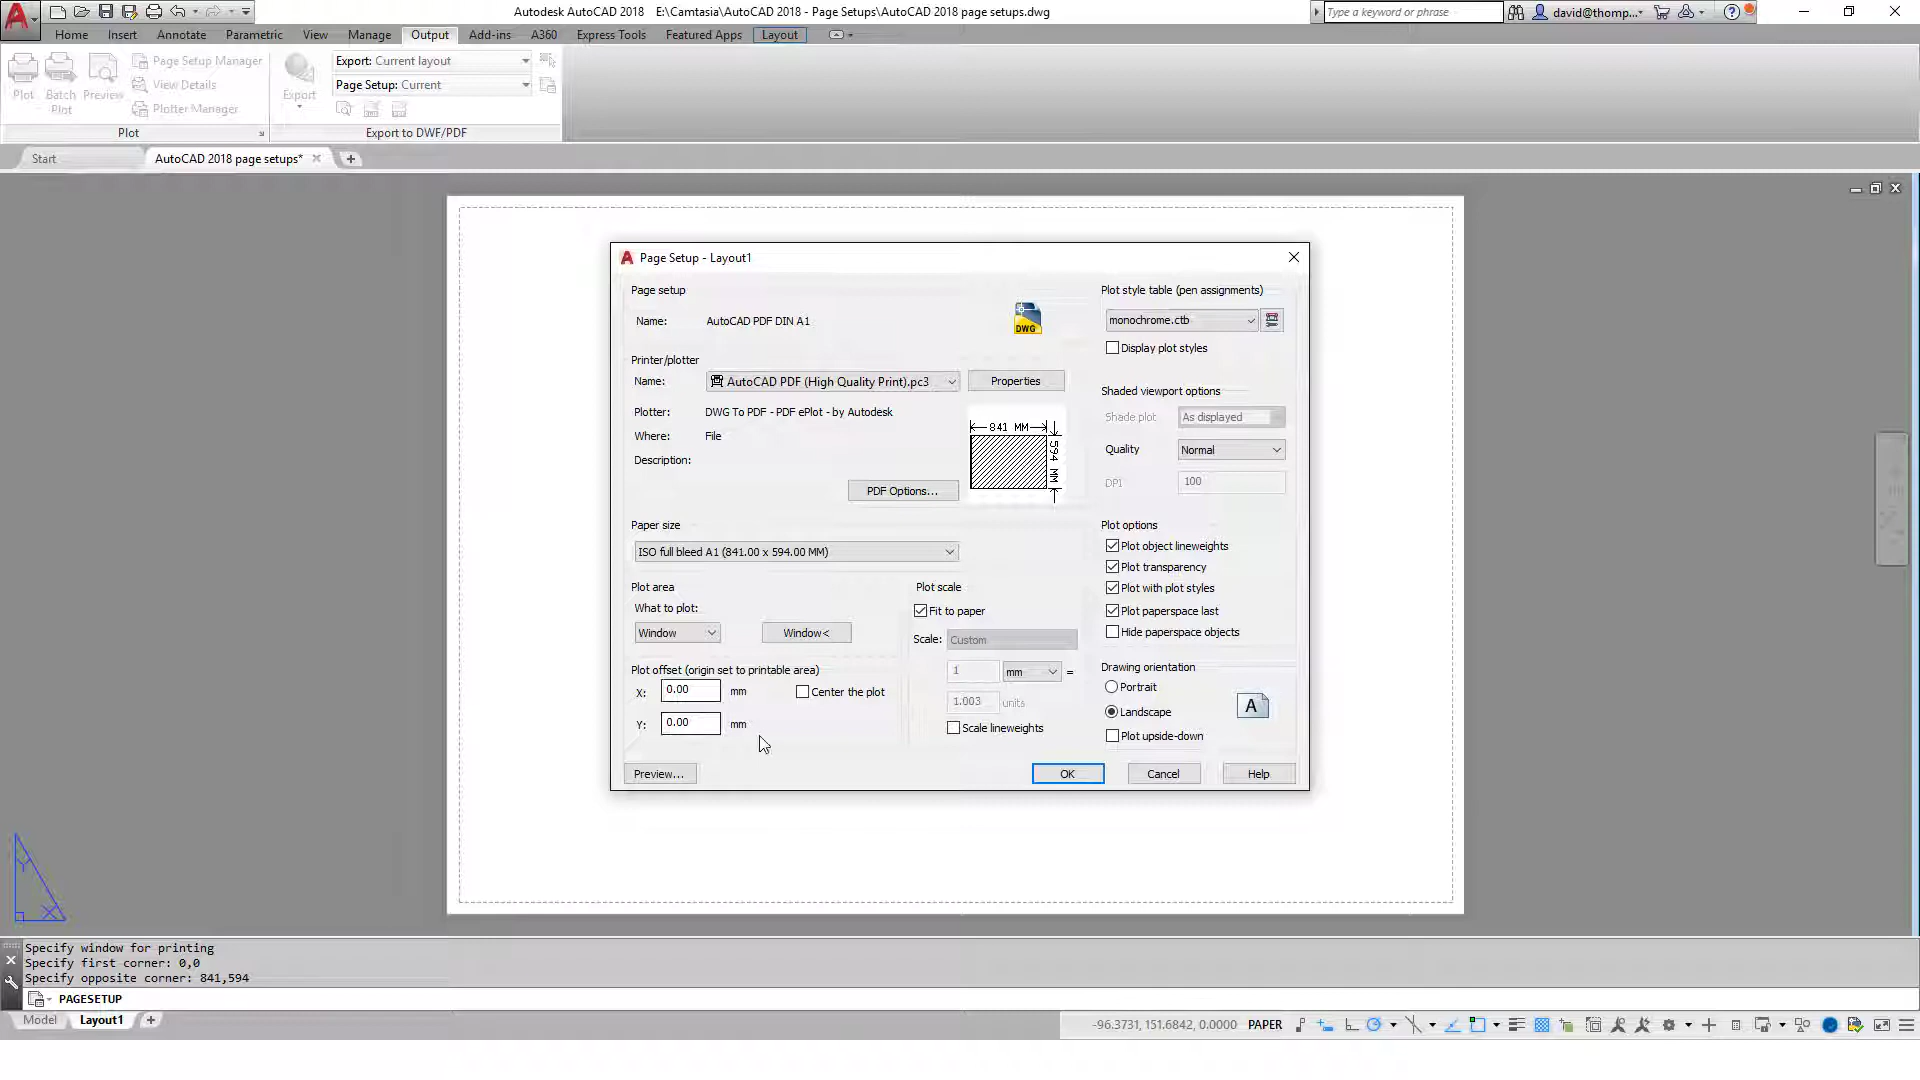 Autodesk AutoCAD 2018 E:\Camtasia\AutoCAD 2018 - Page Setups\AutoCAD 2018 page setups.dwg
Type a keyword or phrase
david@thomp...
Home Insert Annotate Parametric View Manage Output Add-ins A360 Express Tools Featured Apps Layout
Plot
Batch Plot
Preview
Page Setup Manager
View Details
Plotter Manager
Export
Export: Current layout
Page Setup: Current
Plot
Export to DWF/PDF
Start
AutoCAD 2018 page setups*
Page Setup - Layout1
Page setup
Name: AutoCAD PDF DIN A1
DWG
Printer/plotter
Name: AutoCAD PDF (High Quality Print).pc3
Properties
Plotter: DWG To PDF - PDF ePlot - by Autodesk
Where: File
Description:
841 MM
594 MM
PDF Options...
Paper size
ISO full bleed A1 (841.00 x 594.00 MM)
Plot area
What to plot:
Window
Window<
Plot offset (origin set to printable area)
X: 0.00 mm
Center the plot
Y: 0.00 mm
Plot scale
Fit to paper
Scale: Custom
1 mm =
1.003 units
Scale lineweights
Plot style table (pen assignments)
monochrome.ctb
Display plot styles
Shaded viewport options
Shade plot As displayed
Quality Normal
DPI 100
Plot options
Plot object lineweights
Plot transparency
Plot with plot styles
Plot paperspace last
Hide paperspace objects
Drawing orientation
Portrait
Landscape
Plot upside-down
A
Preview...
OK
Cancel
Help
Y
X
Specify window for printing
Specify first corner: 0,0
Specify opposite corner: 841,594
PAGESETUP
Model Layout1
-96.3731, 151.6842, 0.0000 PAPER